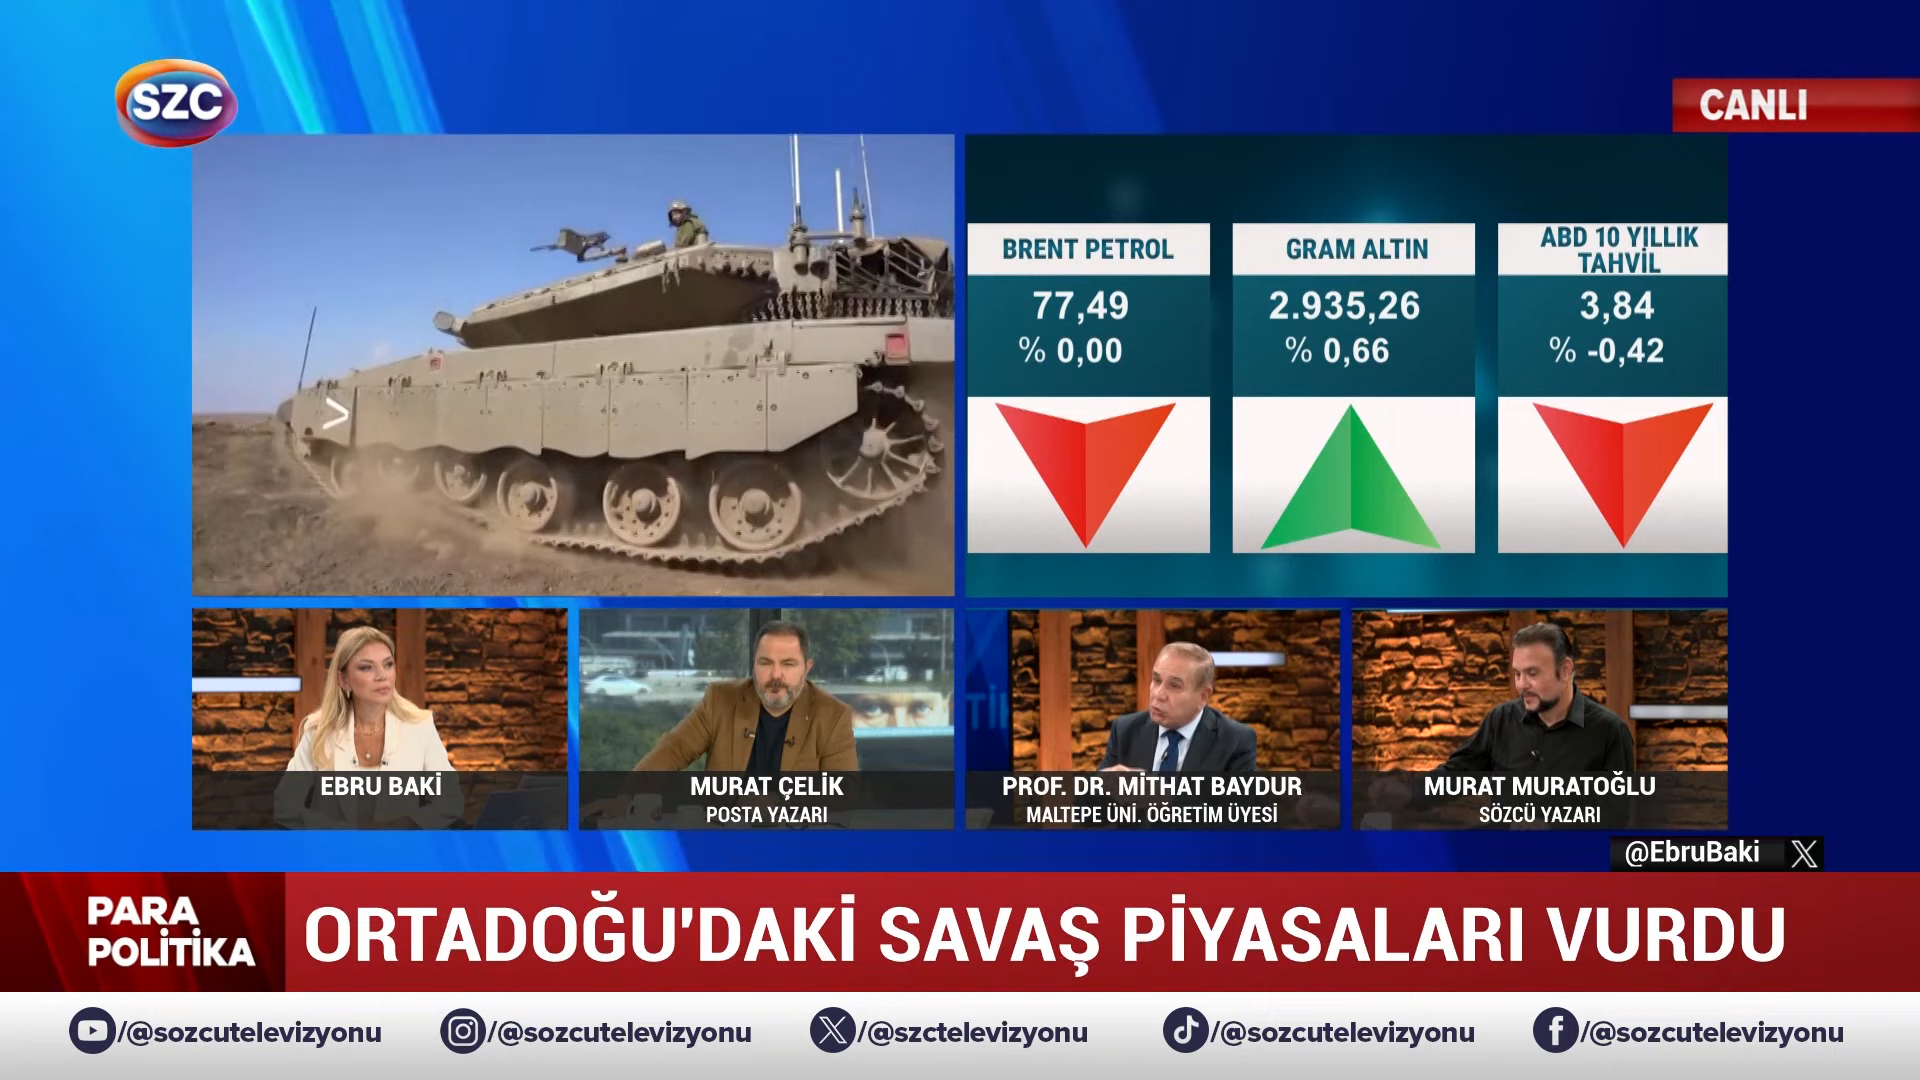 SZC
CANLI
BRENT PETROL
77,49
% 0,00
GRAM ALTIN
2.935,26
% 0,66
ABD 10 YILLIK
TAHVİL
3,84
% -0,42
>
EBRU BAKİ
MURAT ÇELİK
POSTA YAZARI
PROF. DR. MİTHAT BAYDUR
MALTEPE ÜNİ. ÖĞRETİM ÜYESİ
MURAT MURATOĞLU
SÖZCÜ YAZARI
@EbruBaki X
PARA
POLİTİKA
ORTADOĞU'DAKİ SAVAŞ PİYASALARI VURDU
/@sozcutelevizyonu
/@sozcutelevizyonu
/@szctelevizyonu
/@sozcutelevizyonu
/@sozcutelevizyonu